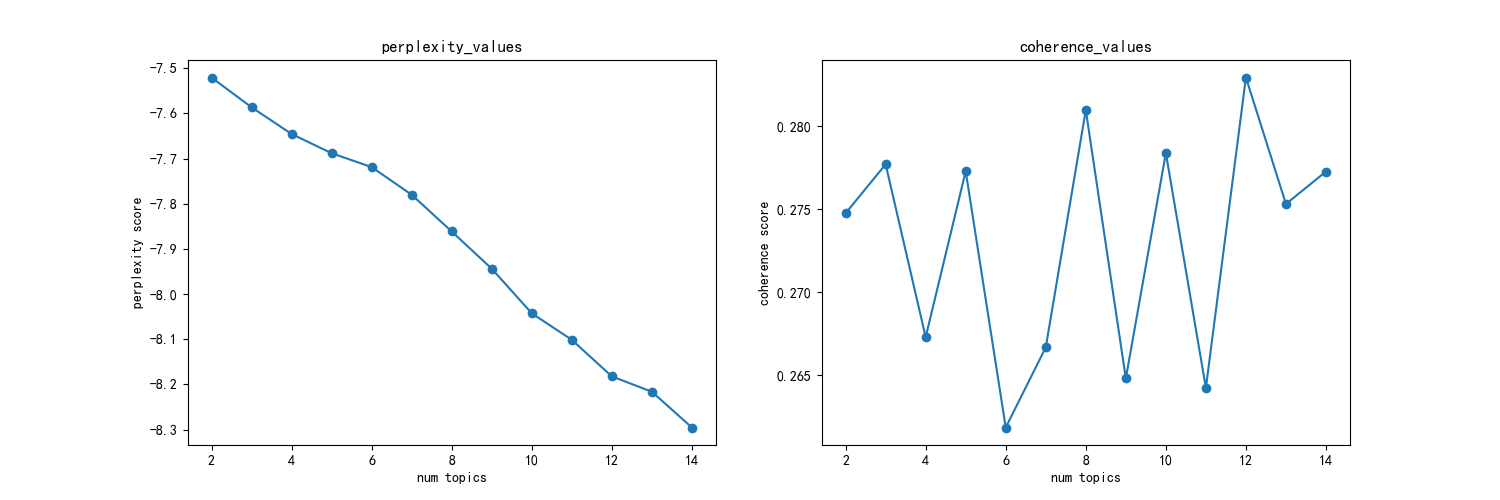 perplexity_values
perplexity score
-7.5
-7.6
-7.7
-7.8
-7.9
-8.0
-8.1
-8.2
-8.3
2 4 6 8 10 12 14
num topics
coherence_values
coherence score
0.280
0.275
0.270
0.265
2 4 6 8 10 12 14
num topics